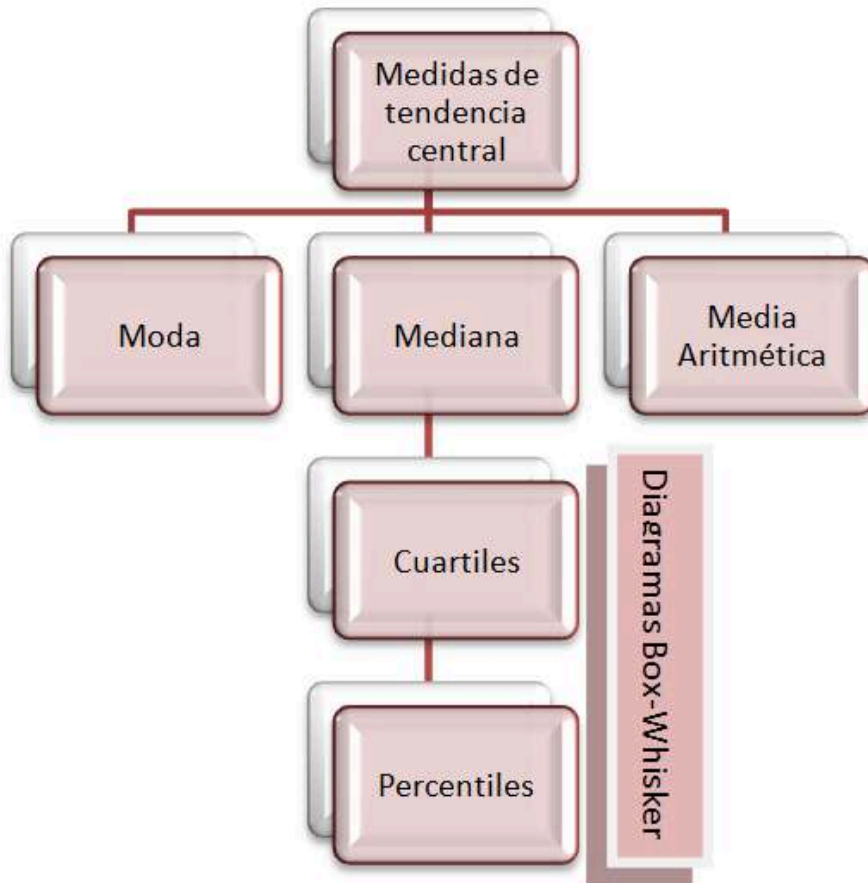 Medidas de
tendencia
central
Moda
Mediana
Media
Aritmética
Cuartiles
Percentiles
Diagramas Box-Whisker